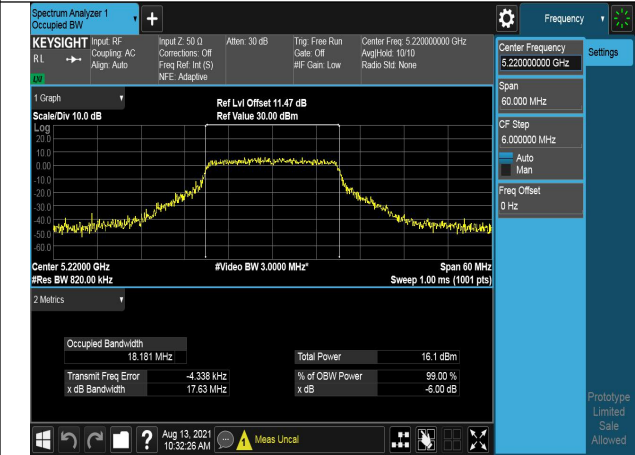 Spectrum Analyzer 1
Occupied BW
+
Frequency
KEYSIGHT
R L
Input: RF
Coupling: AC
Align: Auto
Input Z: 50 Ω
Corrections: Off
Freq Ref: Int (S)
NFE: Adaptive
Atten: 30 dB
Trig: Free Run
Gate: Off
#IF Gain: Low
Center Freq: 5.220000000 GHz
Avg|Hold: 10/10
Radio Std: None
Center Frequency
5.220000000 GHz
Settings
Span
60.000 MHz
CF Step
6.000000 MHz
Auto
Man
Freq Offset
0 Hz
1 Graph
Scale/Div 10.0 dB
Ref Lvl Offset 11.47 dB
Ref Value 30.00 dBm
Log
20.0
10.0
0.00
-10.0
-20.0
-30.0
-40.0
-50.0
-60.0
Center 5.22000 GHz
#Res BW 820.00 kHz
#Video BW 3.0000 MHz*
Span 60 MHz
Sweep 1.00 ms (1001 pts)
2 Metrics
Occupied Bandwidth
18.181 MHz
Total Power 16.1 dBm
Transmit Freq Error -4.338 kHz
% of OBW Power 99.00 %
x dB Bandwidth 17.63 MHz
x dB -6.00 dB
Prototype
Limited
Sale
Allowed
?
Aug 13, 2021
10:32:26 AM
Meas Uncal